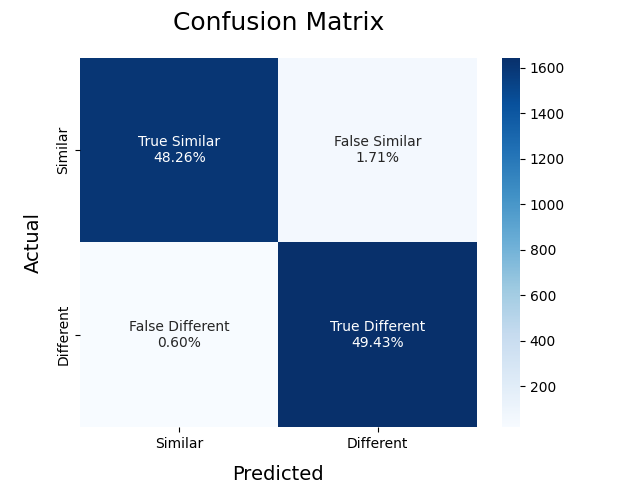 Confusion Matrix
Actual
Similar
Different
True Similar
48.26%
False Similar
1.71%
False Different
0.60%
True Different
49.43%
Similar
Different
Predicted
1600
1400
1200
1000
800
600
400
200